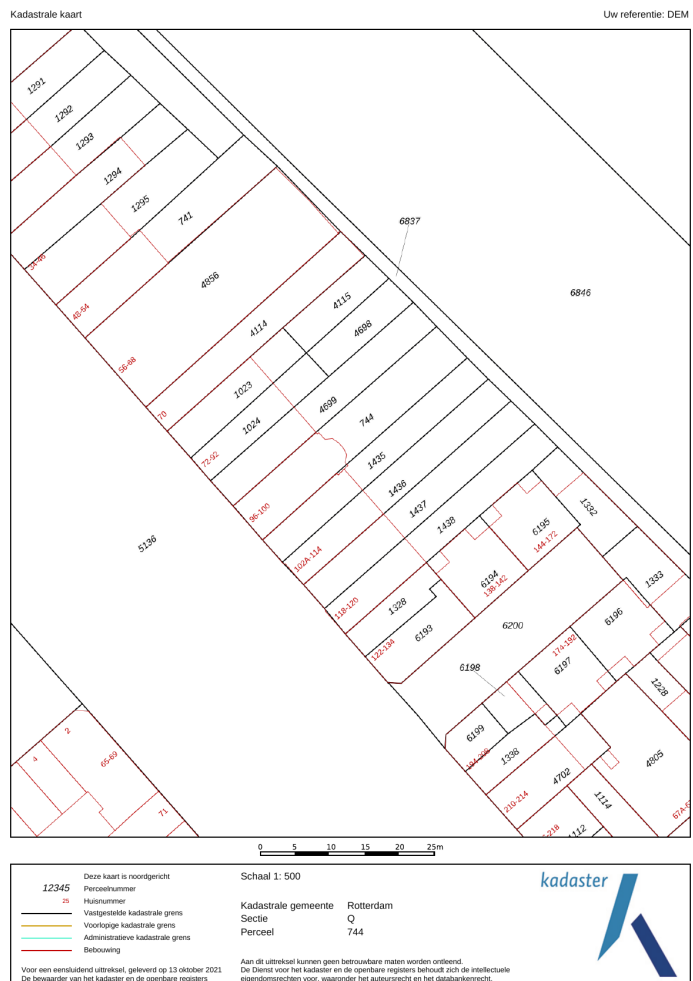 Kadastrale kaart
Uw referentie: DEM
1291
1292
1293
1294
1295
741
6837
6846
4856
48-54
4115
4114
4698
56-68
1023
70
4699
1024
744
72-92
1435
1436
96-100
1437
1438
1332
6195
144-172
5136
102A-114
6194
138-142
1333
118-120
1328
6193
6196
6200
122-134
174-192
6197
6198
1228
6199
1338
4805
4702
210-214
1114
2
4
65-69
71
0 5 10 15 20 25m
Deze kaart is noordgericht
12345 Perceelnummer
25 Huisnummer
Vastgestelde kadastrale grens
Voorlopige kadastrale grens
Administratieve kadastrale grens
Bebouwing
Voor een eensluidend uittreksel, geleverd op 13 oktober 2021
De bewaarder van het kadaster en de openbare registers
Schaal 1: 500
Kadastrale gemeente Rotterdam
Sectie Q
Perceel 744
Aan dit uittreksel kunnen geen betrouwbare maten worden ontleend.
De Dienst voor het kadaster en de openbare registers behoudt zich de intellectuele
eigendomsrechten voor, waaronder het auteursrecht en het databankenrecht.
kadaster